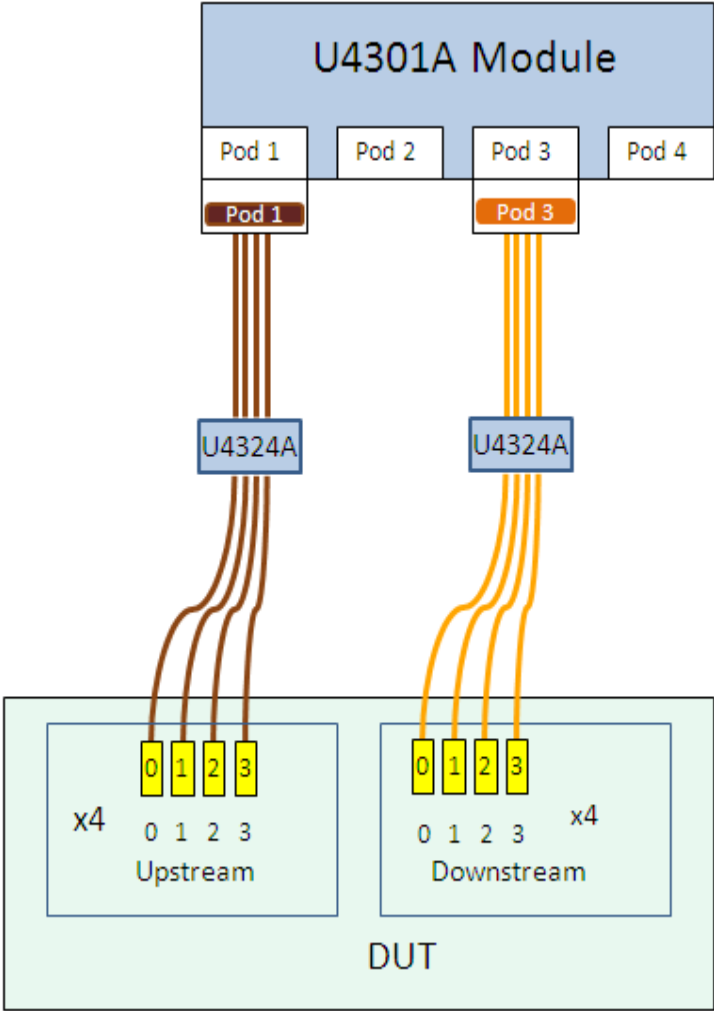 U4301A Module
Pod 1 Pod 2 Pod 3 Pod 4
Pod 1 Pod 3
U4324A U4324A
0 1 2 3 0 1 2 3
x4 0 1 2 3 0 1 2 3 x4
Upstream Downstream
DUT